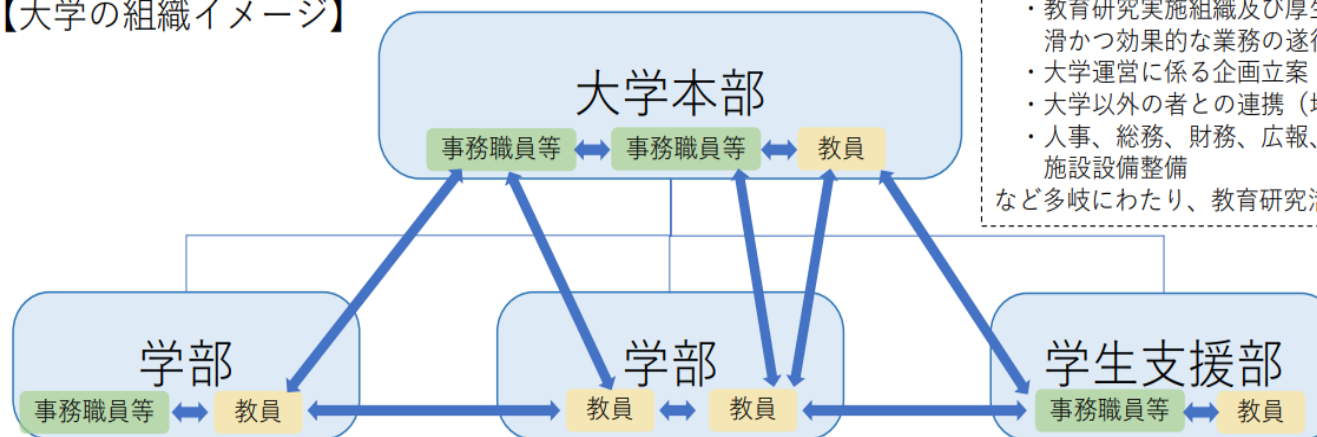 【大学の組織イメージ】
・教育研究実施組織及び厚
滑かつ効果的な業務の遂
・大学運営に係る企画立案
・大学以外の者との連携（
・人事、総務、財務、広報、
施設設備整備
など多岐にわたり、教育研究
大学本部
事務職員等 事務職員等 教員
学部
事務職員等 教員
学部
教員 教員
学生支援部
事務職員等 教員